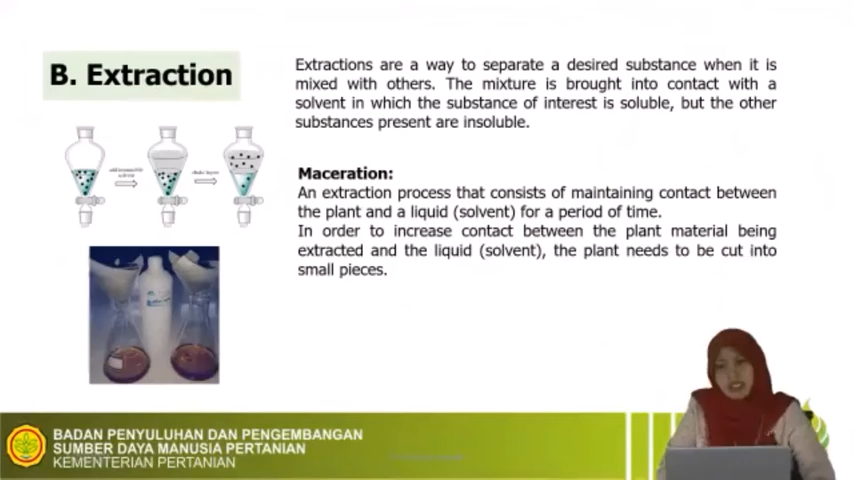 B. Extraction
Extractions are a way to separate a desired substance when it is
mixed with others. The mixture is brought into contact with a
solvent in which the substance of interest is soluble, but the other
substances present are insoluble.
Maceration:
An extraction process that consists of maintaining contact between
the plant and a liquid (solvent) for a period of time.
In order to increase contact between the plant material being
extracted and the liquid (solvent), the plant needs to be cut into
small pieces.
BADAN PENYULUHAN DAN PENGEMBANGAN
SUMBER DAYA MANUSIA PERTANIAN
KEMENTERIAN PERTANIAN